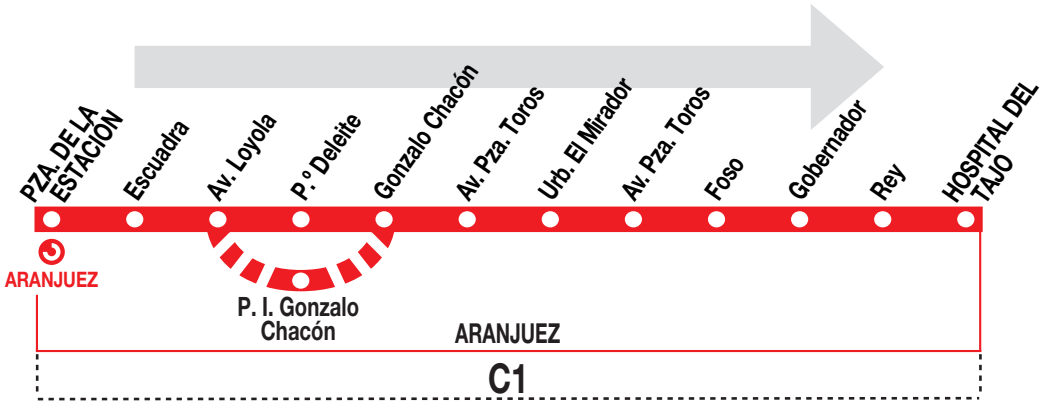 PZA. DE LA
ESTACIÓN
Escuadra
Av. Loyola
P.º Deleite
Gonzalo Chacón
Av. Pza. Toros
Urb. El Mirador
Av. Pza. Toros
Foso
Gobernador
Rey
HOSPITAL DEL
TAJO
ARANJUEZ
P. I. Gonzalo
Chacón
ARANJUEZ
C1